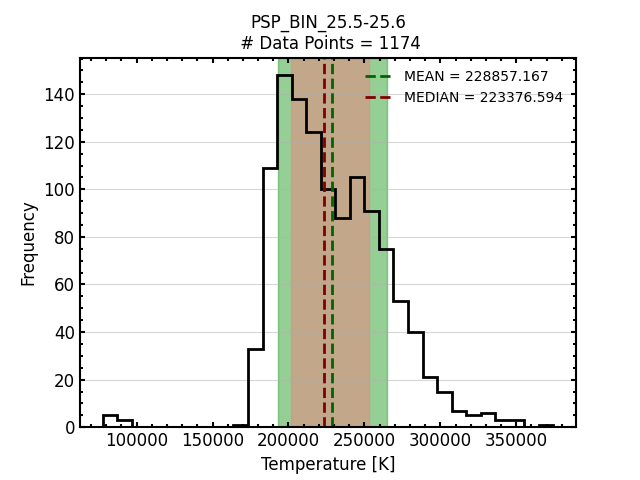 PSP_BIN_25.5-25.6
# Data Points = 1174
MEAN = 228857.167
MEDIAN = 223376.594
Frequency
140
120
100
80
60
40
20
0
100000 150000 200000 250000 300000 350000
Temperature [K]